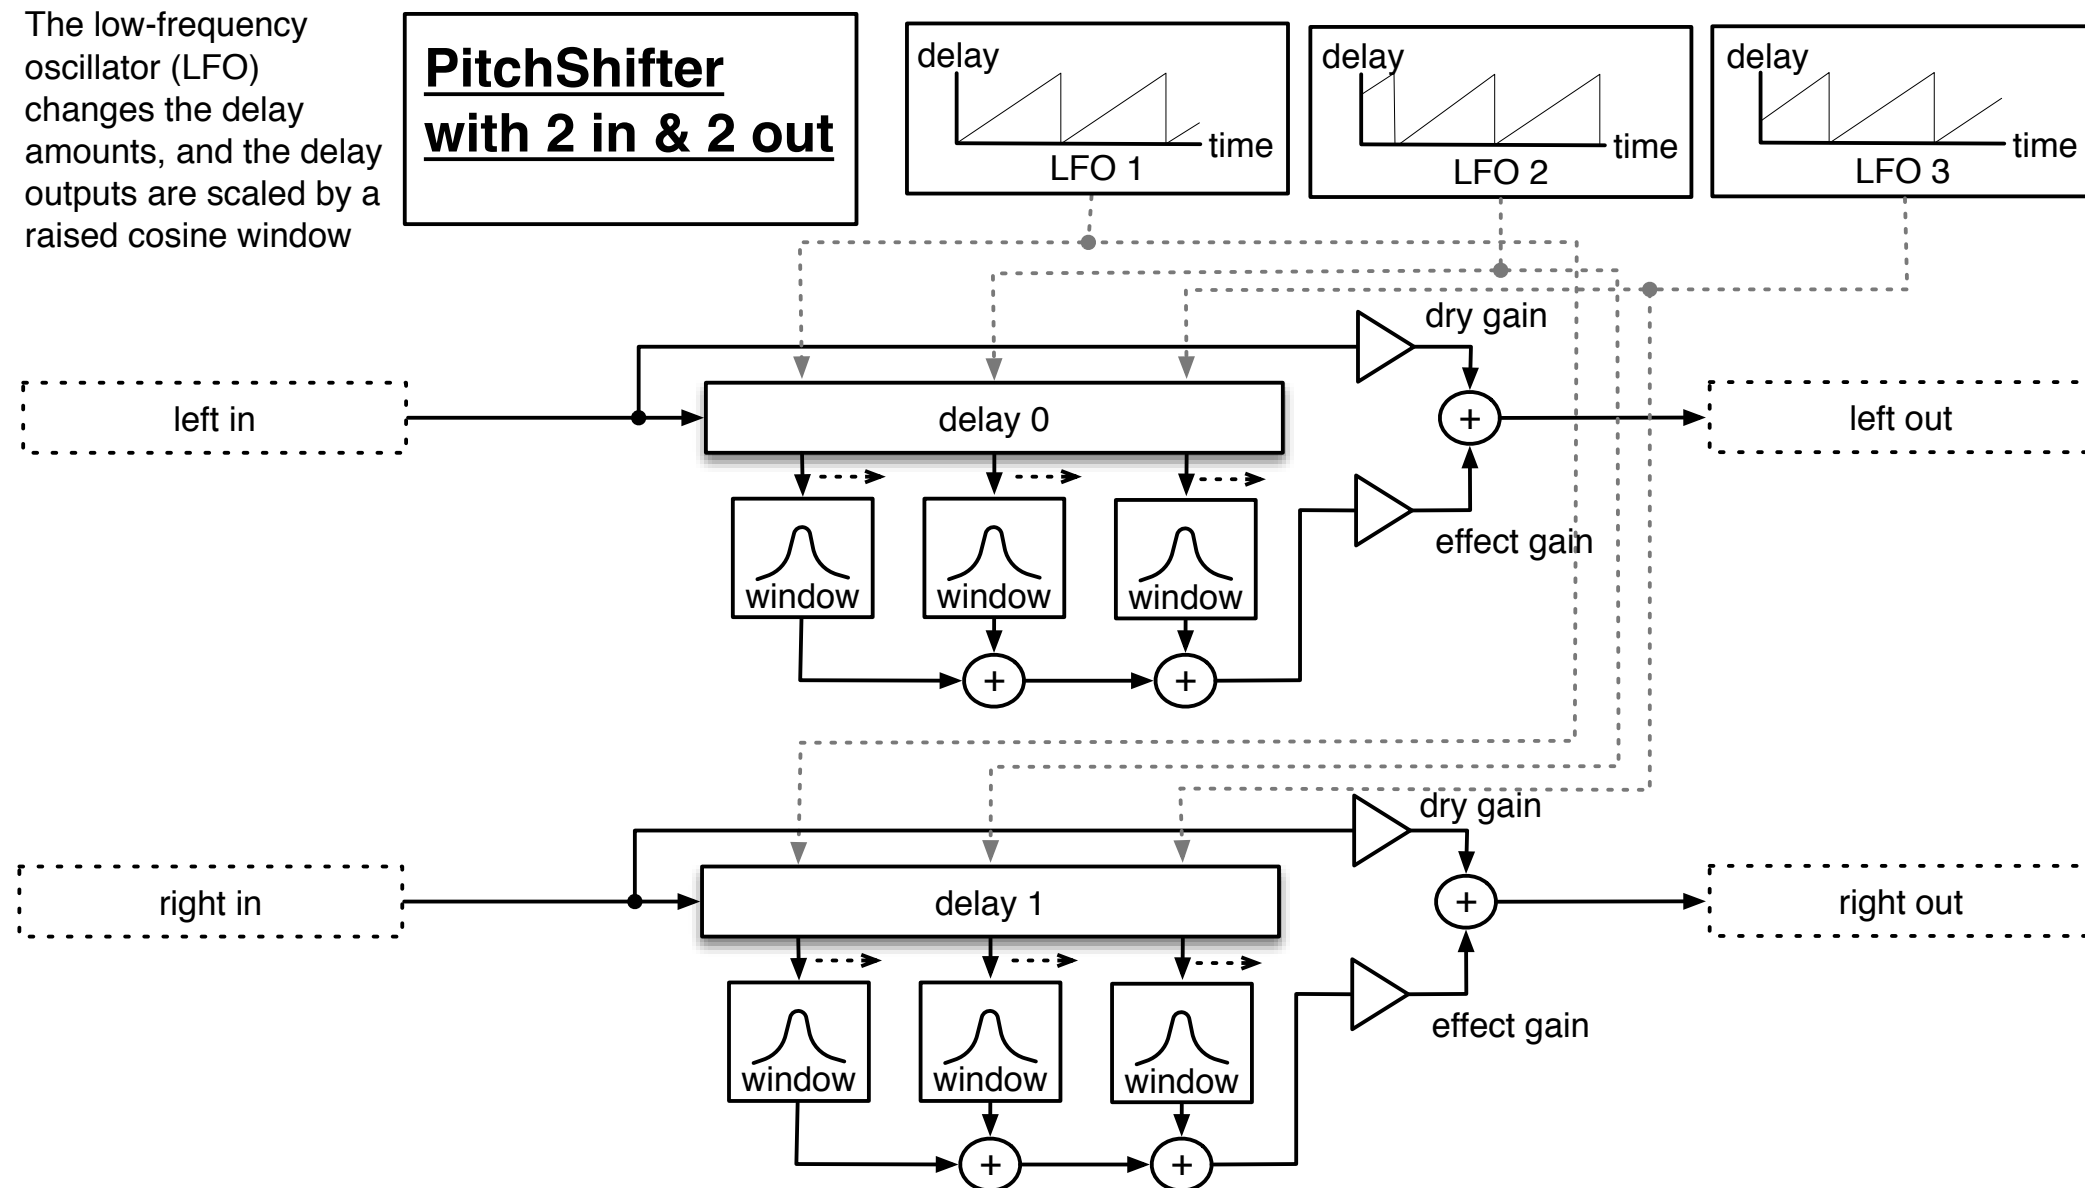 The low-frequency
oscillator (LFO)
changes the delay
amounts, and the delay
outputs are scaled by a
raised cosine window
PitchShifter
with 2 in & 2 out
delay
time
LFO 1
delay
time
LFO 2
delay
time
LFO 3
dry gain
left in
delay 0
+
left out
effect gain
window
window
window
+
+
dry gain
right in
delay 1
+
right out
effect gain
window
window
window
+
+